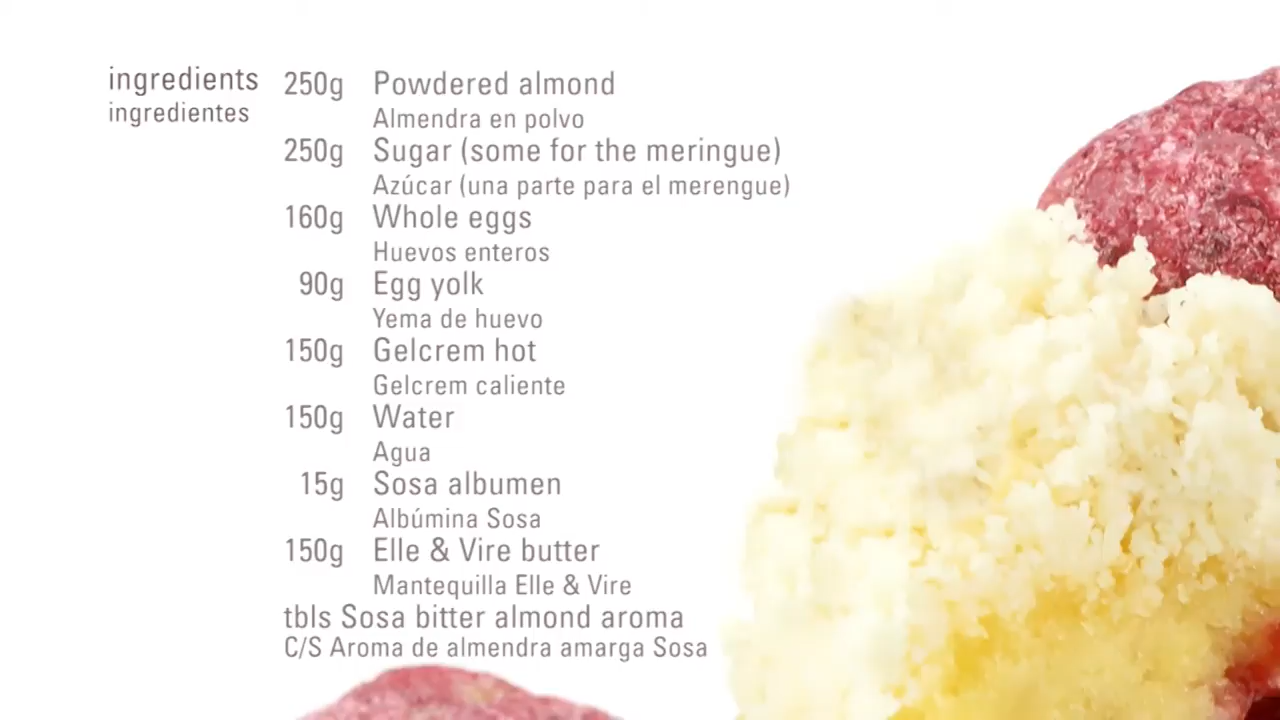 ingredients
ingredientes
250g Powdered almond
Almendra en polvo
250g Sugar (some for the meringue)
Azúcar (una parte para el merengue)
160g Whole eggs
Huevos enteros
90g Egg yolk
Yema de huevo
150g Gelcrem hot
Gelcrem caliente
150g Water
Agua
15g Sosa albumen
Albúmina Sosa
150g Elle & Vire butter
Mantequilla Elle & Vire
tbls Sosa bitter almond aroma
C/S Aroma de almendra amarga Sosa